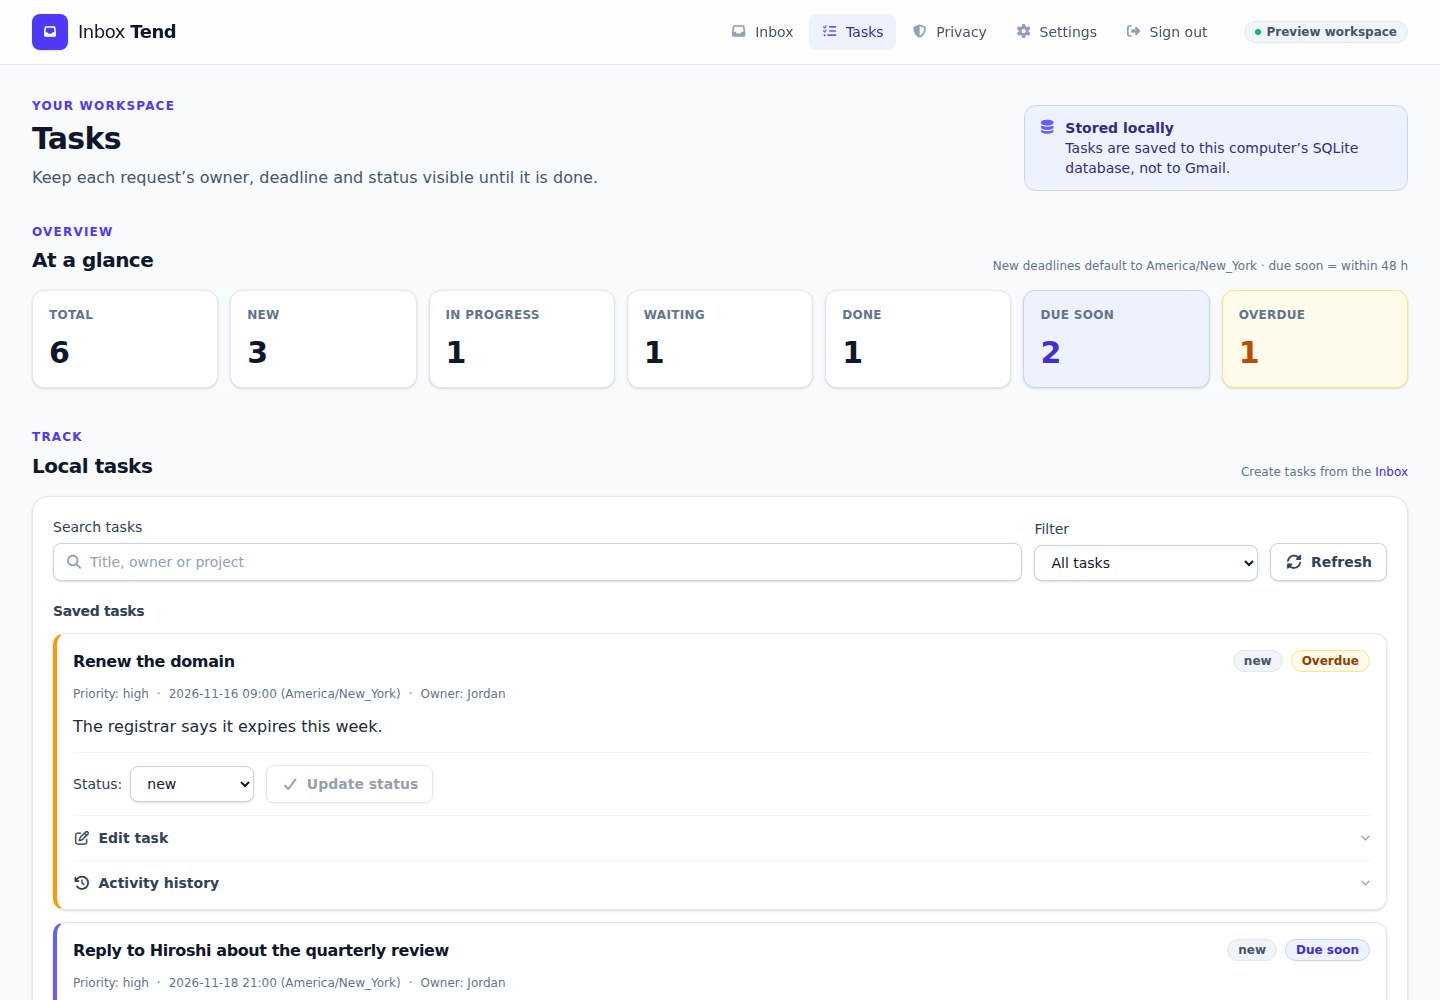 Inbox Tend
Inbox
Tasks
Privacy
Settings
Sign out
Preview workspace
YOUR WORKSPACE
Tasks
Keep each request’s owner, deadline and status visible until it is done.
Stored locally
Tasks are saved to this computer’s SQLite
database, not to Gmail.
OVERVIEW
At a glance
New deadlines default to America/New_York · due soon = within 48 h
TOTAL
6
NEW
3
IN PROGRESS
1
WAITING
1
DONE
1
DUE SOON
2
OVERDUE
1
TRACK
Local tasks
Create tasks from the Inbox
Search tasks
Title, owner or project
Filter
All tasks
Refresh
Saved tasks
Renew the domain
new
Overdue
Priority: high · 2026-11-16 09:00 (America/New_York) · Owner: Jordan
The registrar says it expires this week.
Status:
new
Update status
Edit task
Activity history
Reply to Hiroshi about the quarterly review
new
Due soon
Priority: high · 2026-11-18 21:00 (America/New_York) · Owner: Jordan